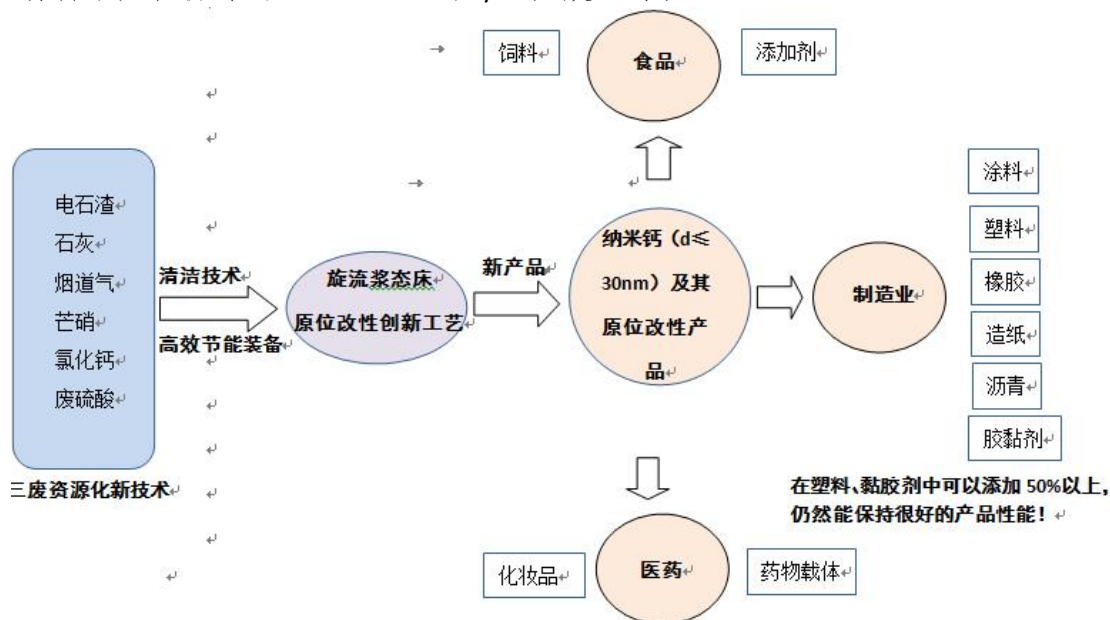 饲料
食品
添加剂
电石渣
石灰
烟道气
芒硝
氯化钙
废硫酸
三废资源化新技术
清洁技术
高效节能装备
旋流浆态床
原位改性创新工艺
新产品
纳米钙（d≤
30nm）及其
原位改性产
品
制造业
涂料
塑料
橡胶
造纸
沥青
胶黏剂
在塑料、黏胶剂中可以添加 50%以上，
仍然能保持很好的产品性能！
化妆品
医药
药物载体